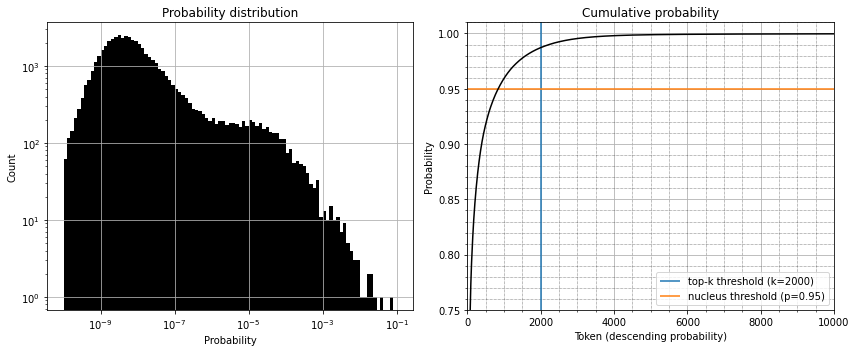 Probability distribution
Count
10³
10²
10¹
10⁰
10⁻⁹
10⁻⁷
10⁻⁵
10⁻³
10⁻¹
Probability
Cumulative probability
Probability
1.00
0.95
0.90
0.85
0.80
0.75
top-k threshold (k=2000)
nucleus threshold (p=0.95)
0
2000
4000
6000
8000
10000
Token (descending probability)